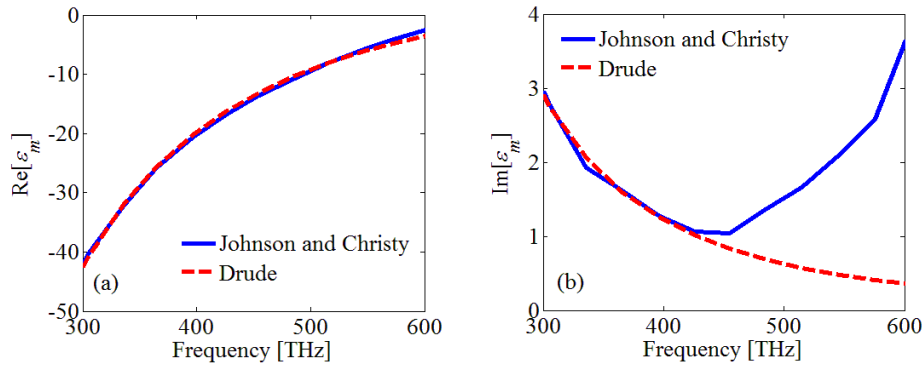 0
-10
-20
-30
-40
-50
Re[εm]
Johnson and Christy
Drude
(a)
300
400
500
600
Frequency [THz]
4
3
2
1
0
Im[εm]
Johnson and Christy
Drude
(b)
300
400
500
600
Frequency [THz]